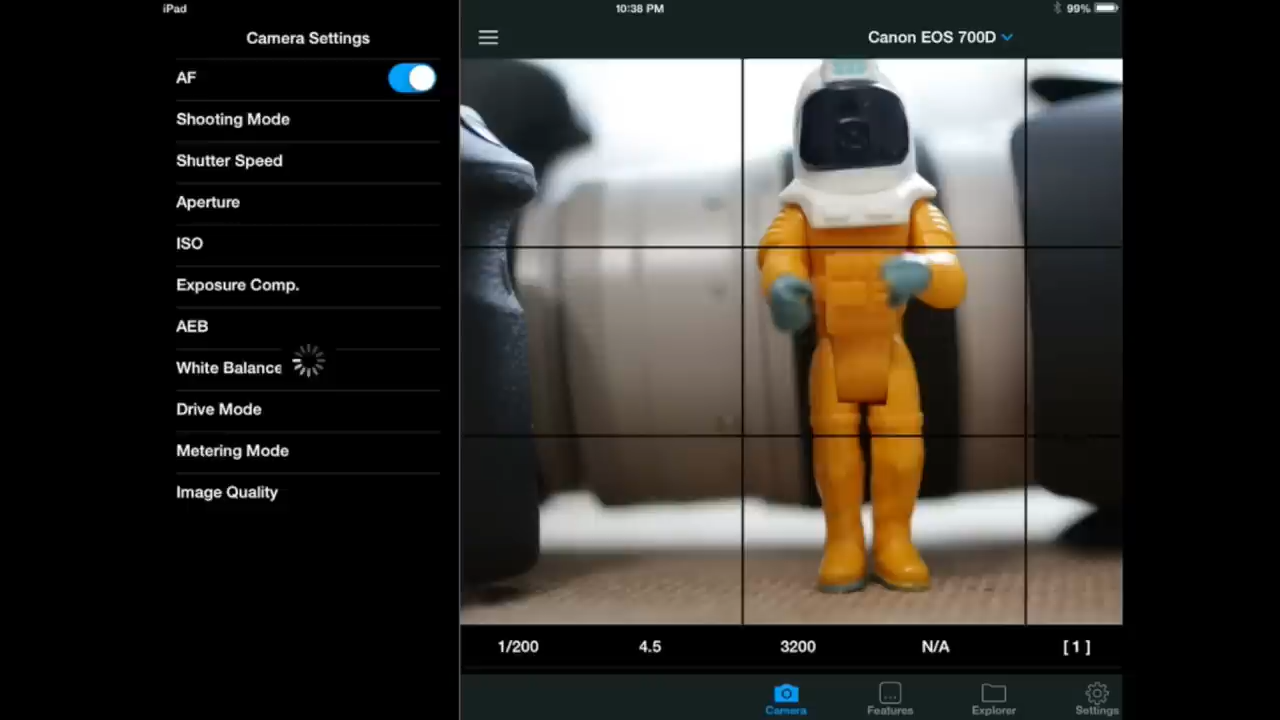 iPad
10:38 PM
99%
Camera Settings
Canon EOS 700D
AF
Shooting Mode
Shutter Speed
Aperture
ISO
Exposure Comp.
AEB
White Balance
Drive Mode
Metering Mode
Image Quality
1/200 4.5 3200 N/A [ 1 ]
Camera Features Explorer Settings